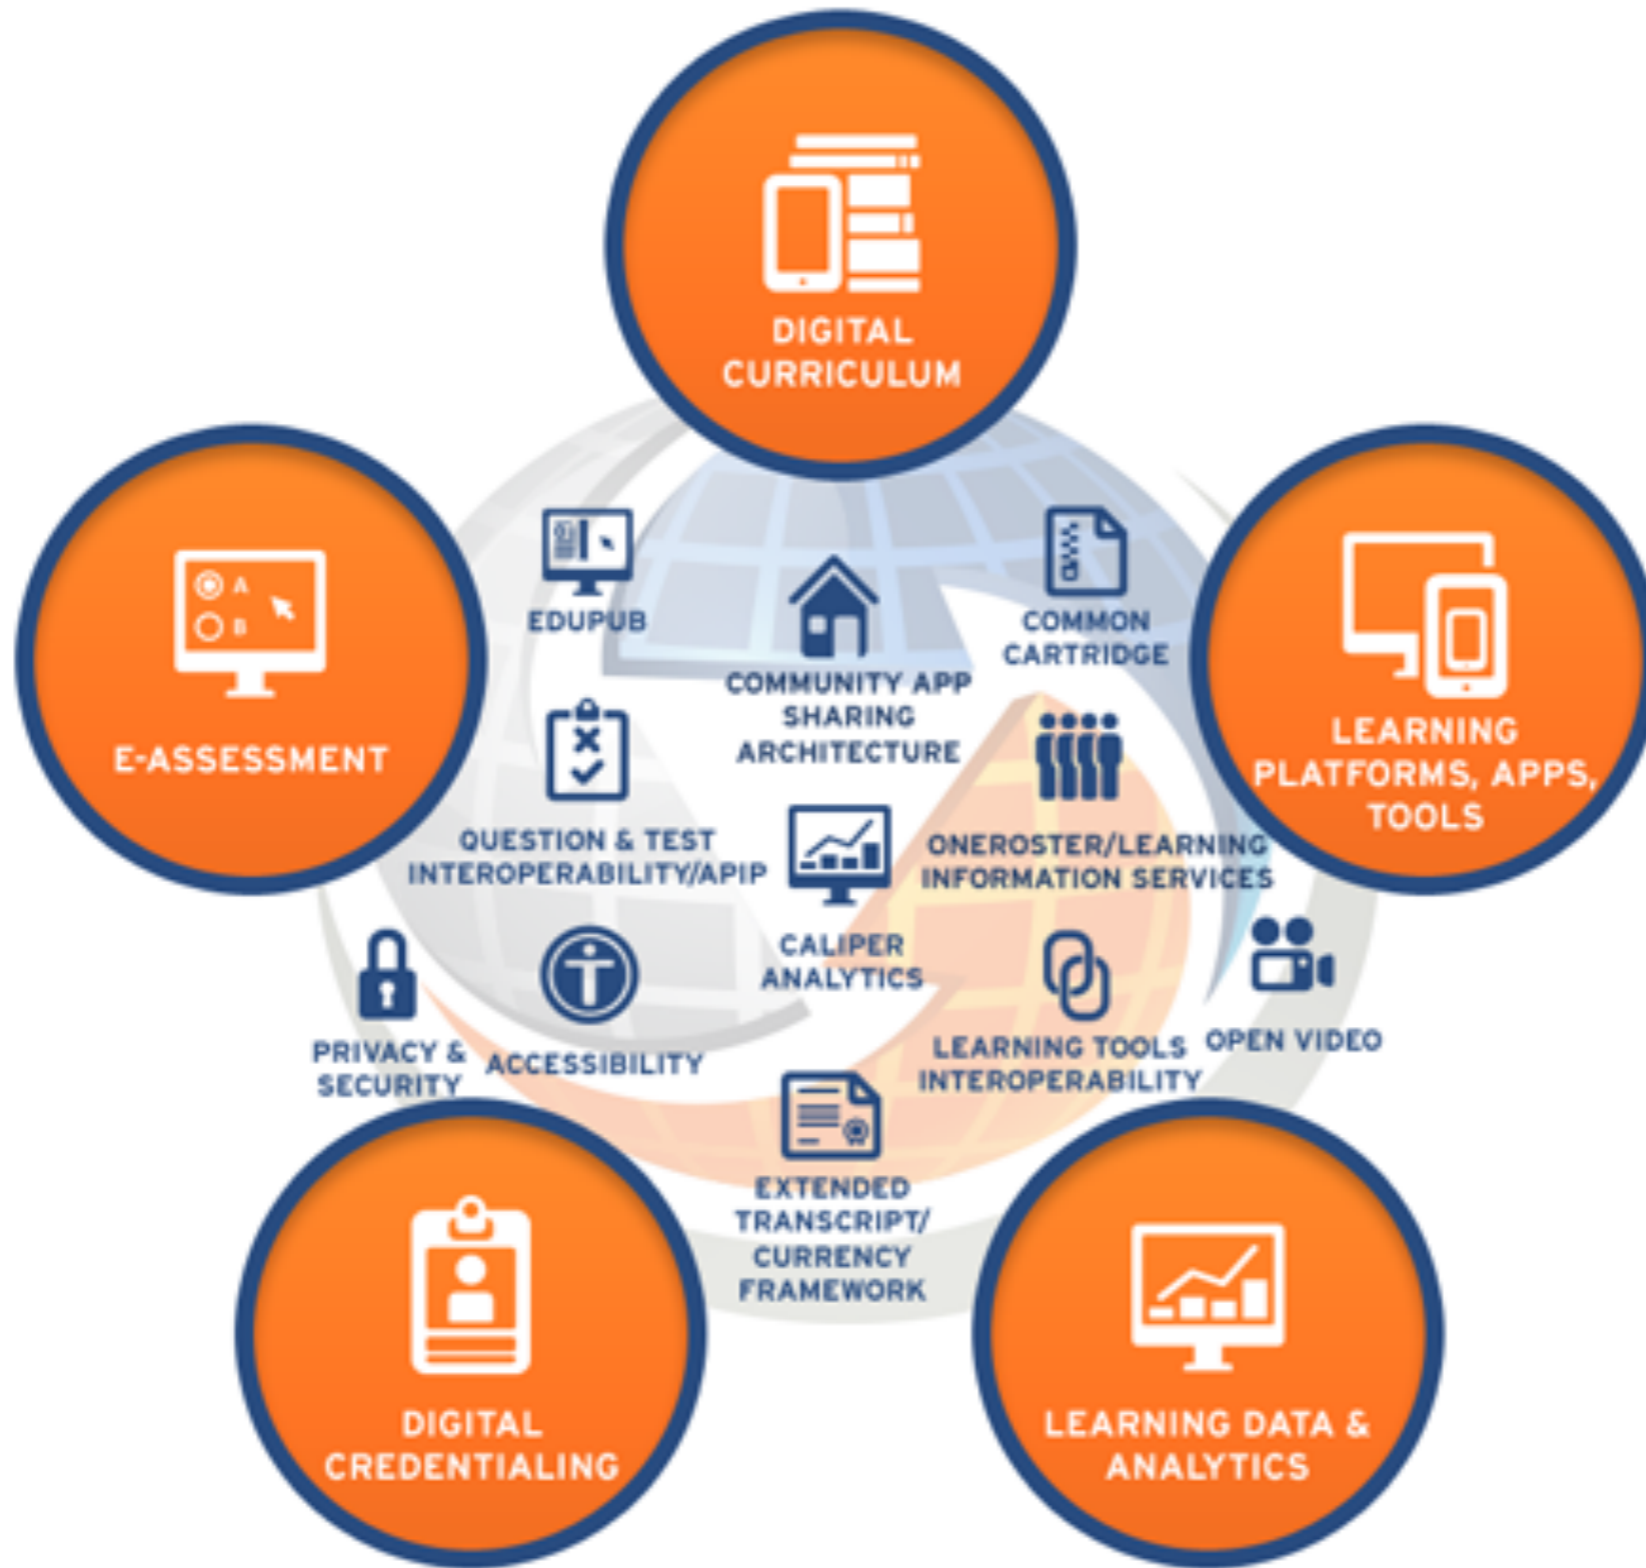 DIGITAL
CURRICULUM
A
B
E-ASSESSMENT
LEARNING
PLATFORMS, APPS,
TOOLS
EDUPUB
COMMUNITY APP
SHARING
ARCHITECTURE
COMMON
CARTRIDGE
QUESTION & TEST
INTEROPERABILITY/APIP
CALIPER
ANALYTICS
ONEROSTER/LEARNING
INFORMATION SERVICES
PRIVACY &
SECURITY
ACCESSIBILITY
LEARNING TOOLS
INTEROPERABILITY
OPEN VIDEO
EXTENDED
TRANSCRIPT/
CURRENCY
FRAMEWORK
DIGITAL
CREDENTIALING
LEARNING DATA &
ANALYTICS